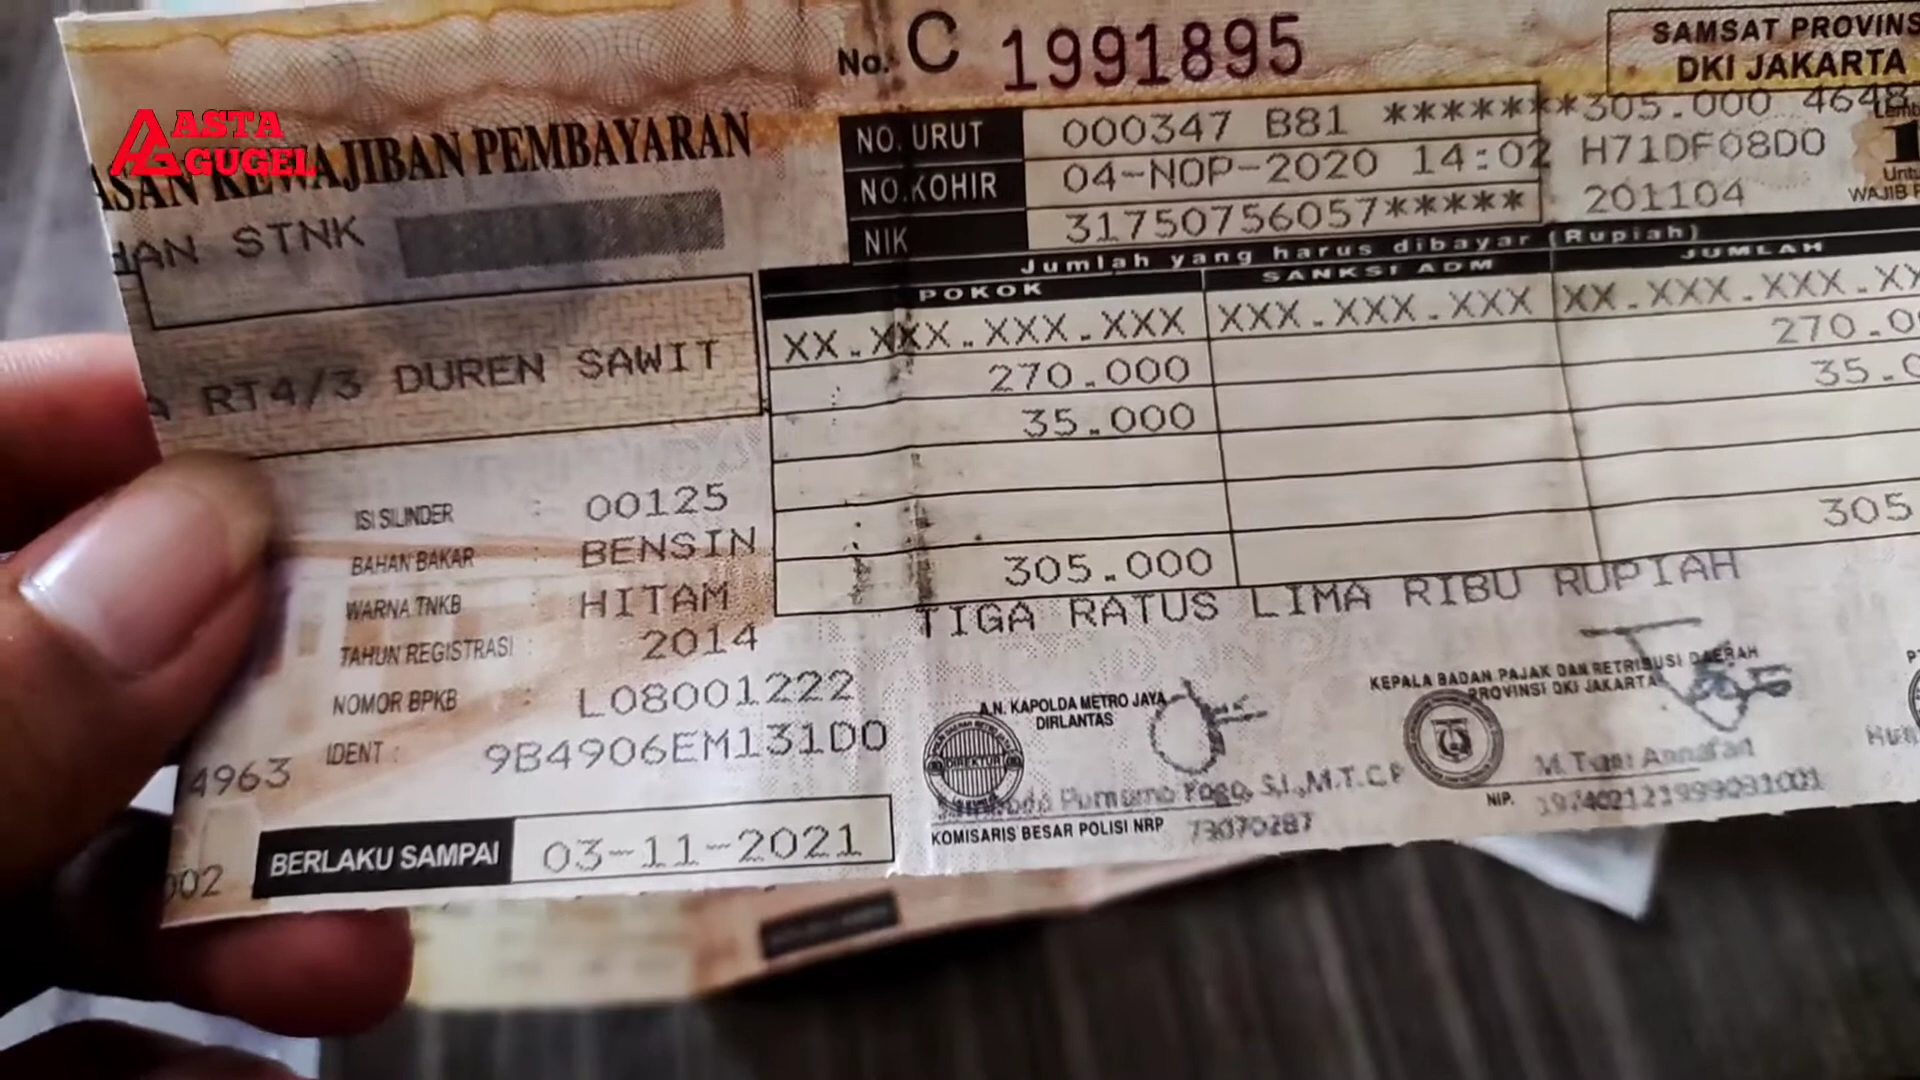 ASTA
GUGEL
No. C 1991895
SAMSAT PROVINS
DKI JAKARTA
ASAN KEWAJIBAN PEMBAYARAN
NO. URUT 000347 B81 *******305.000 4648
NO.KOHIR 04-NOP-2020 14:02 H71DF08D0
NIK 31750756057***** 201104
Unt
WAJIB P
HAN STNK
Jumlah yang harus dibayar (Rupiah)
POKOK SANKSI ADM JUMLAH
XX.XXX.XXX.XXX XXX.XXX.XXX XX.XXX.XXX.XX
270.000 270.0
35.000 35.0
A RT4/3 DUREN SAWIT
305.000 305
TIGA RATUS LIMA RIBU RUPIAH
ISI SILINDER : 00125
BAHAN BAKAR : BENSIN
WARNA TNKB : HITAM
TAHUN REGISTRASI : 2014
NOMOR BPKB : L08001222
4963 IDENT : 9B4906EM131D0
002 BERLAKU SAMPAI 03-11-2021
A.N. KAPOLDA METRO JAYA
DIRLANTAS
DIREKTUR
Purnomo Yogo, S.I., M.T.C.P
KOMISARIS BESAR POLISI NRP 73070287
KEPALA BADAN PAJAK DAN RETRIBUSI DAERAH
PROVINSI DKI JAKARTA
NIP. 197402121999031001